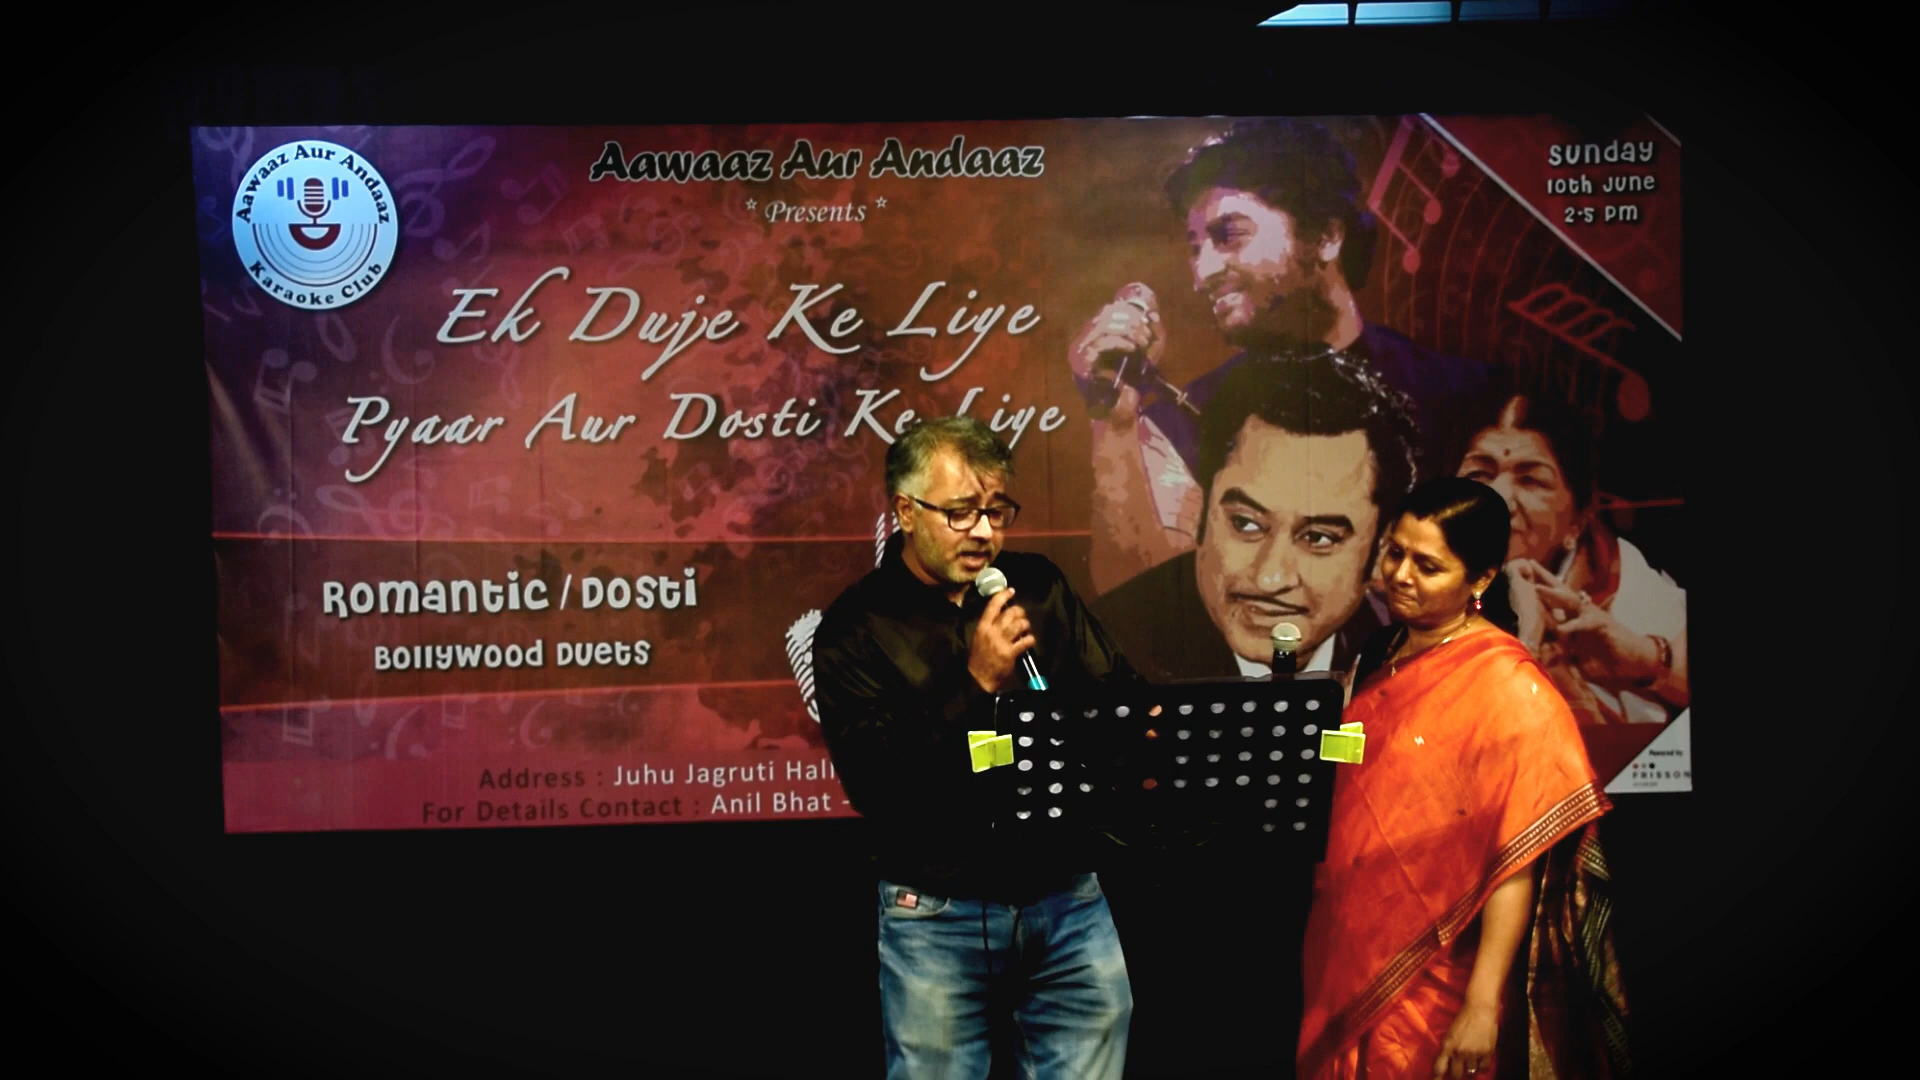 Aawaaz Aur Andaaz
Karaoke Club
Aawaaz Aur Andaaz
Presents
Ek Duje Ke Liye
Pyaar Aur Dosti Ke Liye
Romantic / Dosti
Bollywood Duets
Address : Juhu Jagruti Hall
For Details Contact : Anil Bhat -
Sunday
10th June
2-5 pm
Powered by
FRISSON